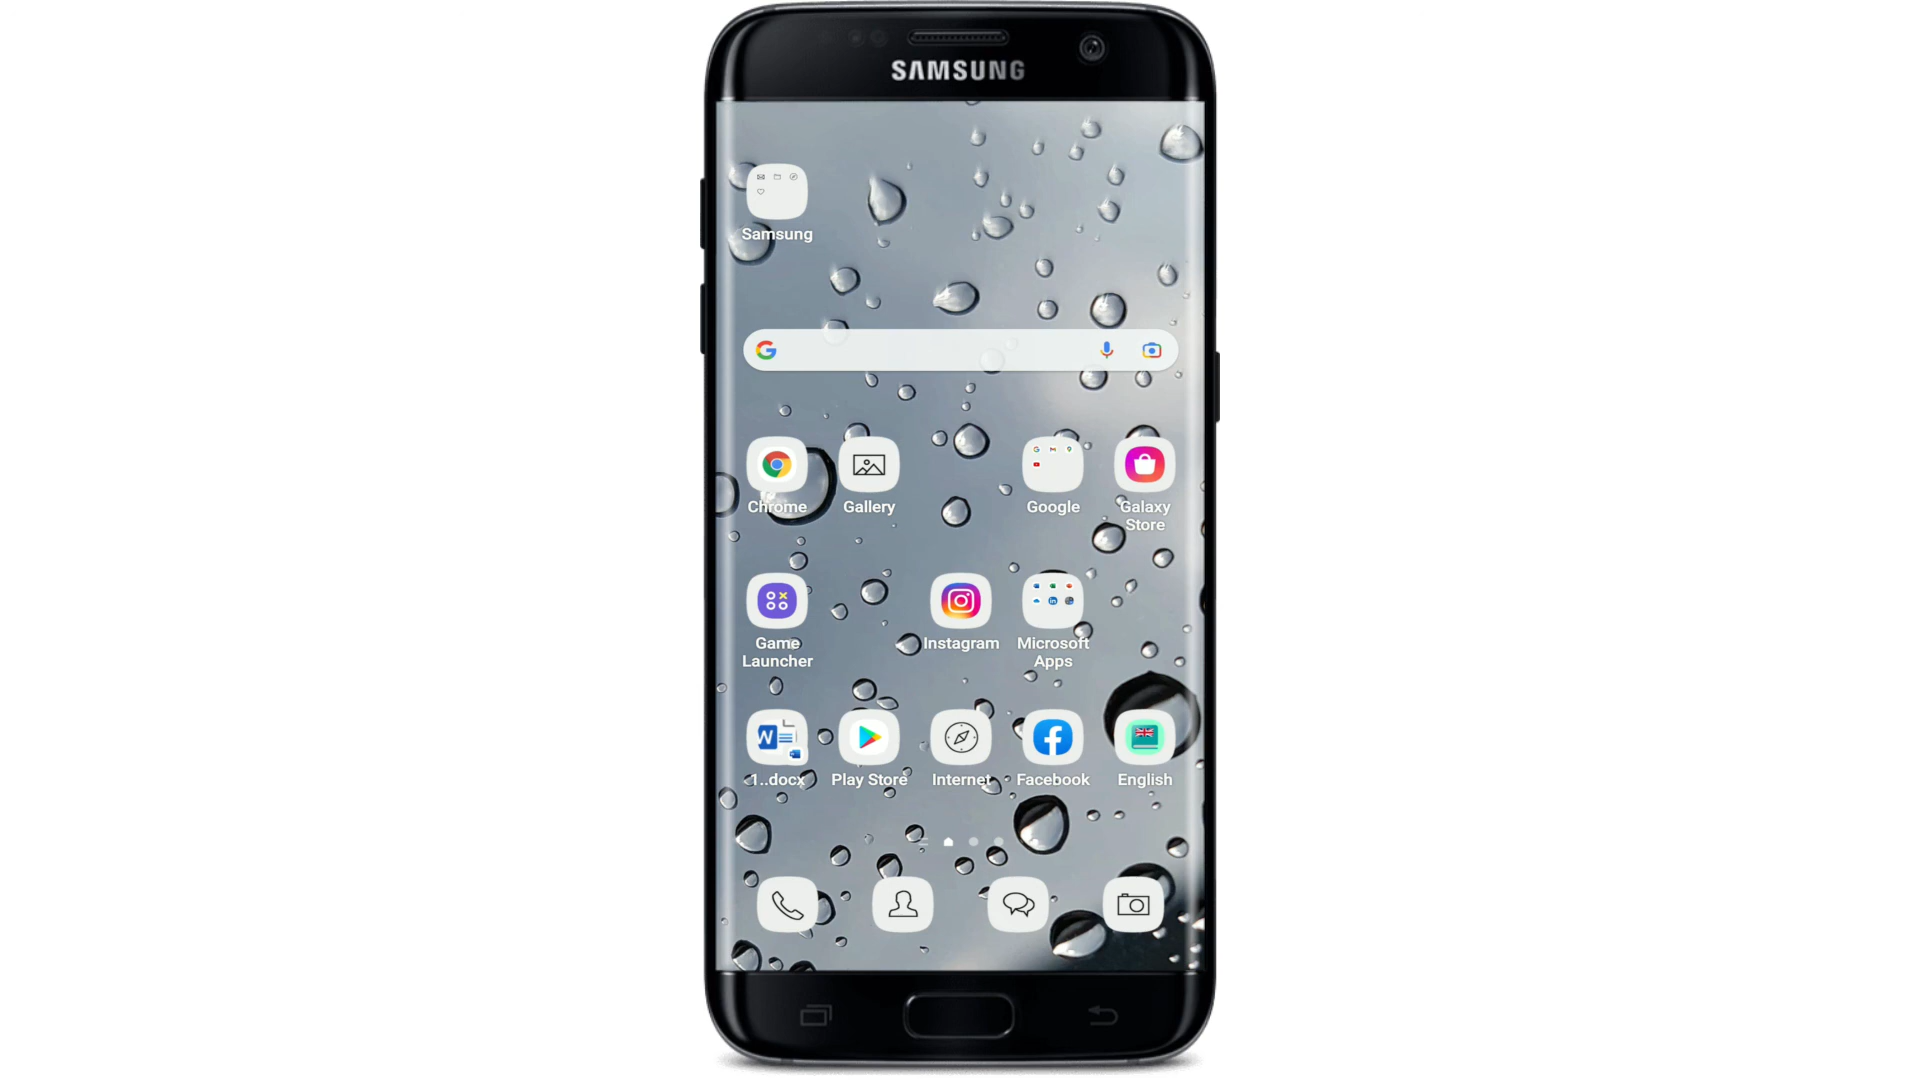 SAMSUNG
Samsung
Chrome
Gallery
Google
Galaxy
Store
Game
Launcher
Instagram
Microsoft
Apps
1..docx
Play Store
Internet
Facebook
English